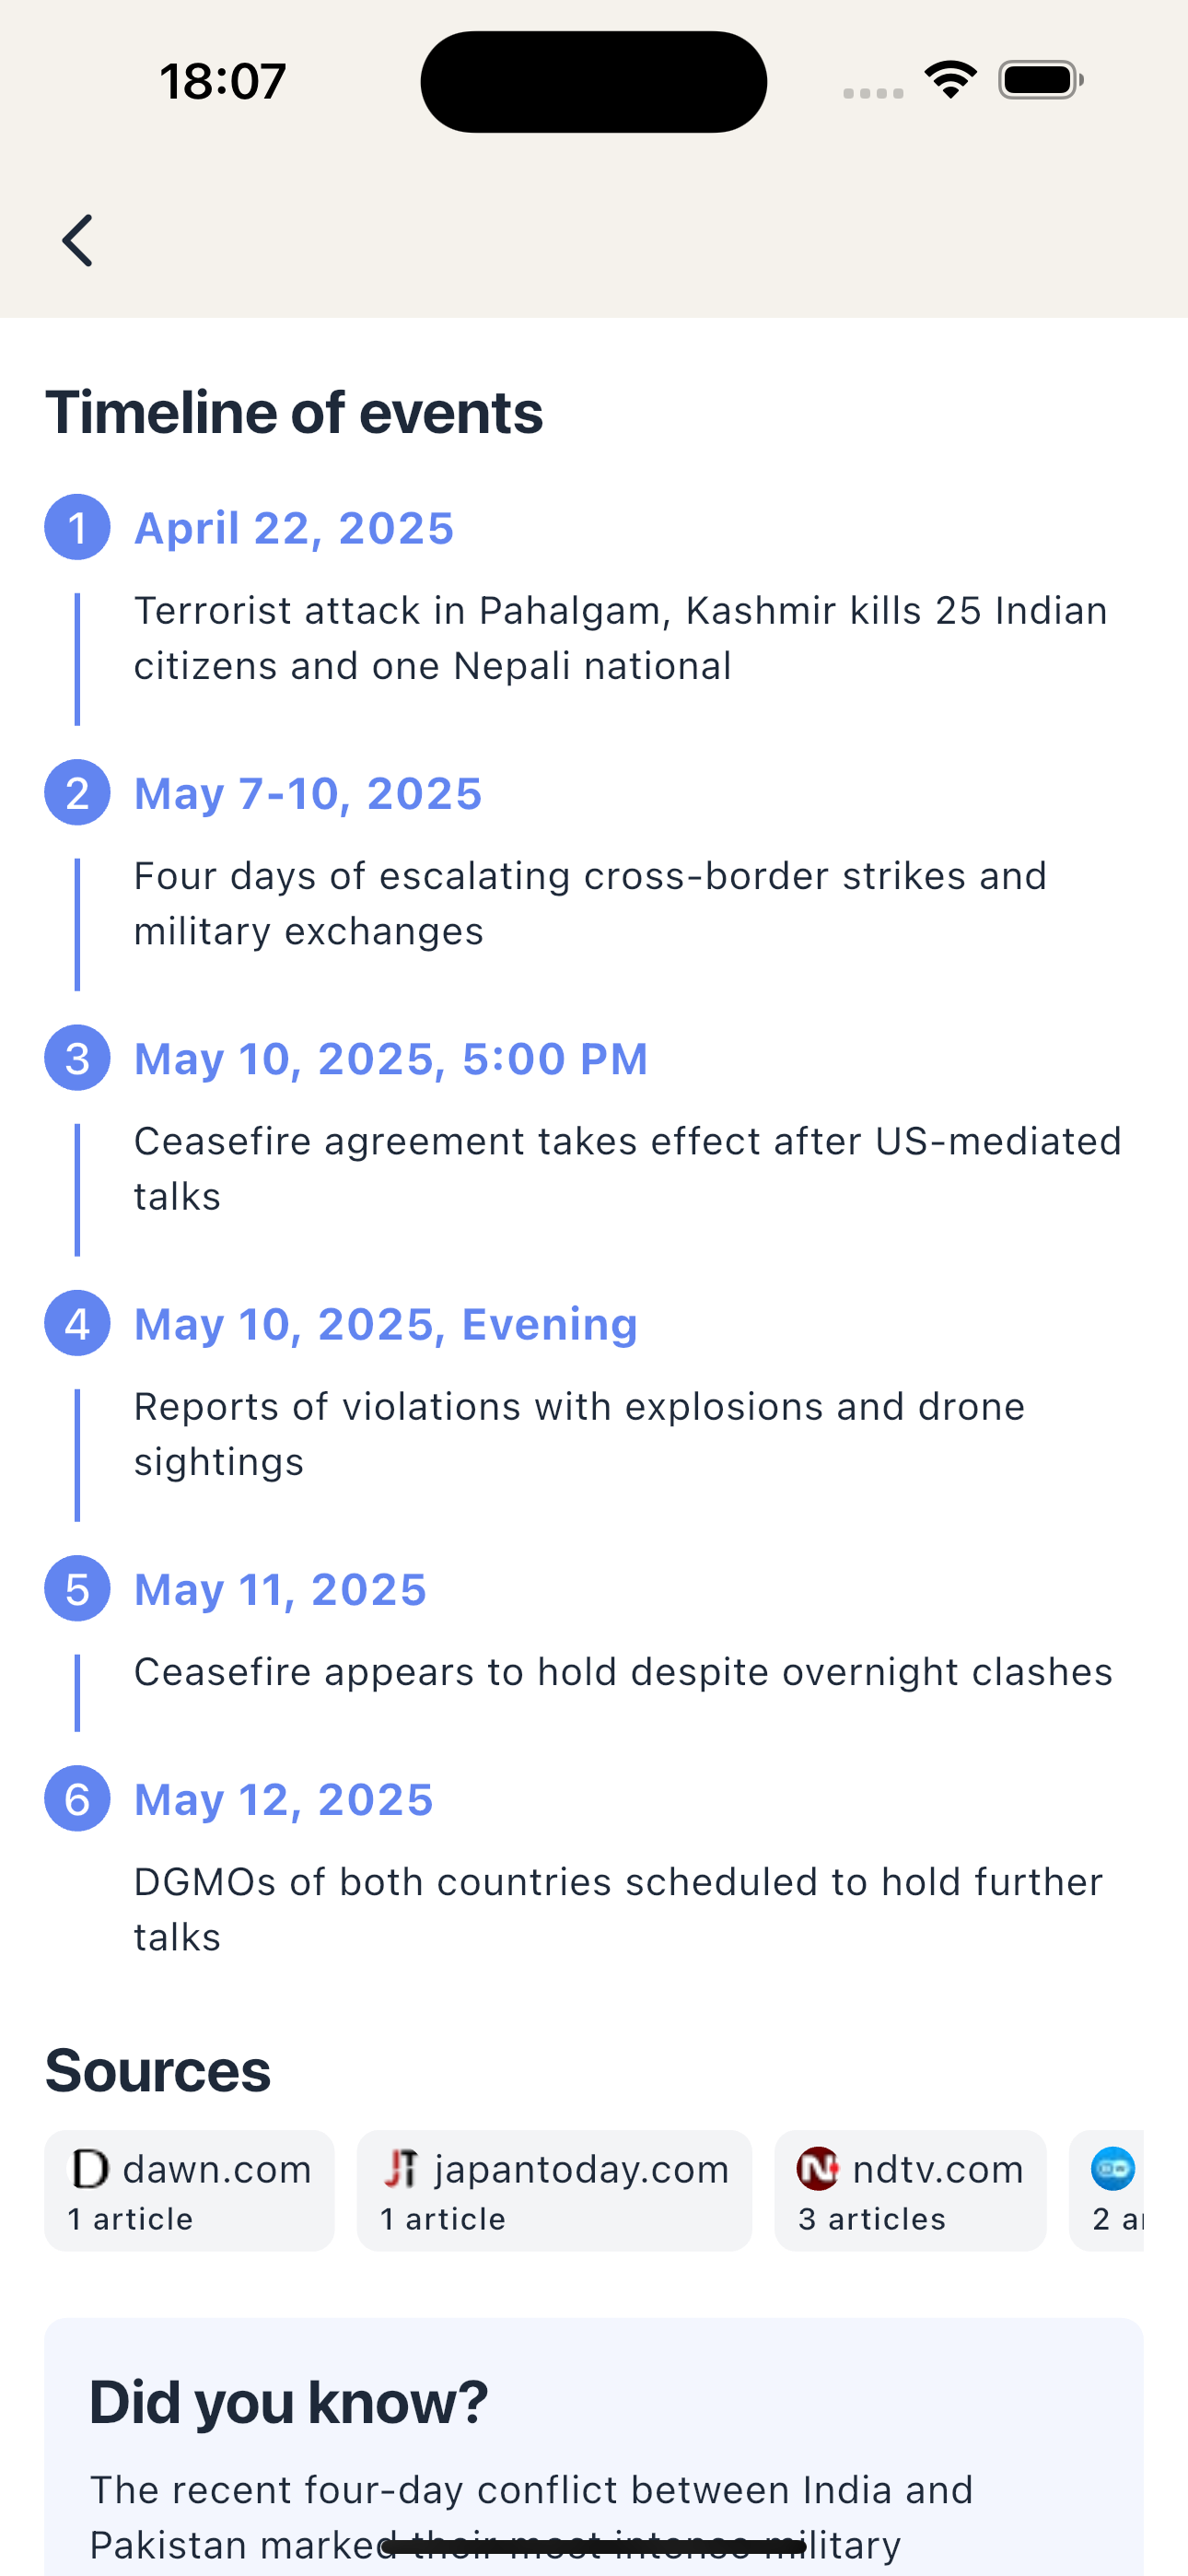 18:07
Timeline of events
1 April 22, 2025
Terrorist attack in Pahalgam, Kashmir kills 25 Indian
citizens and one Nepali national
2 May 7-10, 2025
Four days of escalating cross-border strikes and
military exchanges
3 May 10, 2025, 5:00 PM
Ceasefire agreement takes effect after US-mediated
talks
4 May 10, 2025, Evening
Reports of violations with explosions and drone
sightings
5 May 11, 2025
Ceasefire appears to hold despite overnight clashes
6 May 12, 2025
DGMOs of both countries scheduled to hold further
talks
Sources
D dawn.com
1 article
JT japantoday.com
1 article
N ndtv.com
3 articles
2 a
Did you know?
The recent four-day conflict between India and
Pakistan marked their most intense military